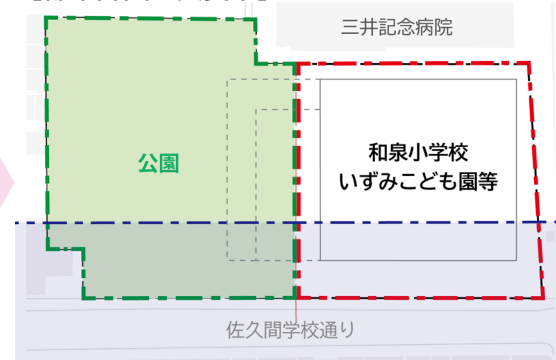 三井記念病院
和泉小学校
いずみこども園等
公園
佐久間学校通り